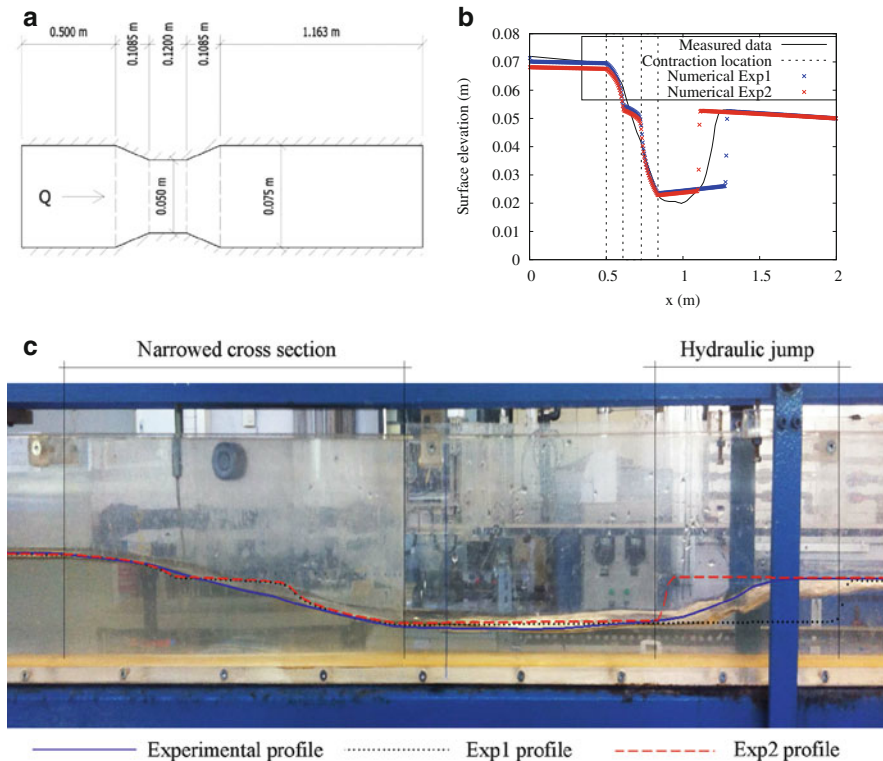 a
0.500 m
0.1085 m
0.1200 m
0.1085 m
1.163 m
Q
0.050 m
0.075 m
b
Surface elevation (m)
0.08
0.07
0.06
0.05
0.04
0.03
0.02
0.01
0
0
0.5
1
1.5
2
x (m)
Measured data
Contraction location
Numerical Exp1
Numerical Exp2
c
Narrowed cross section
Hydraulic jump
Experimental profile
Exp1 profile
Exp2 profile